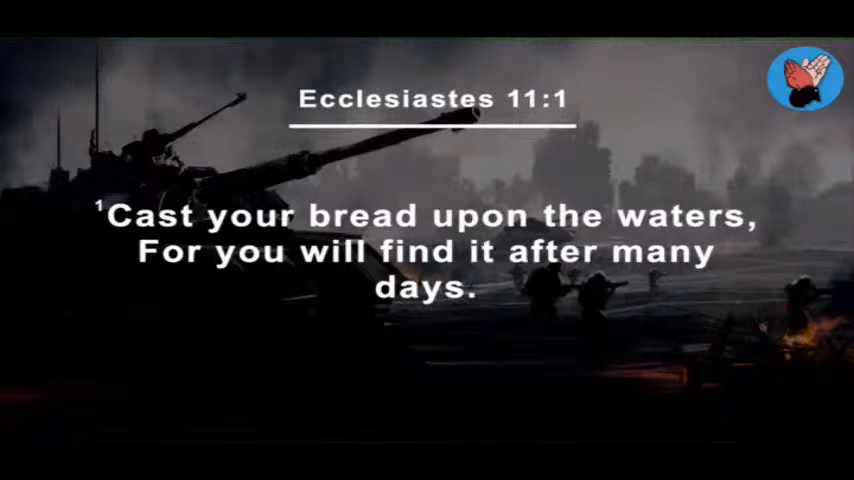 Ecclesiastes 11:1
¹Cast your bread upon the waters,
For you will find it after many
days.